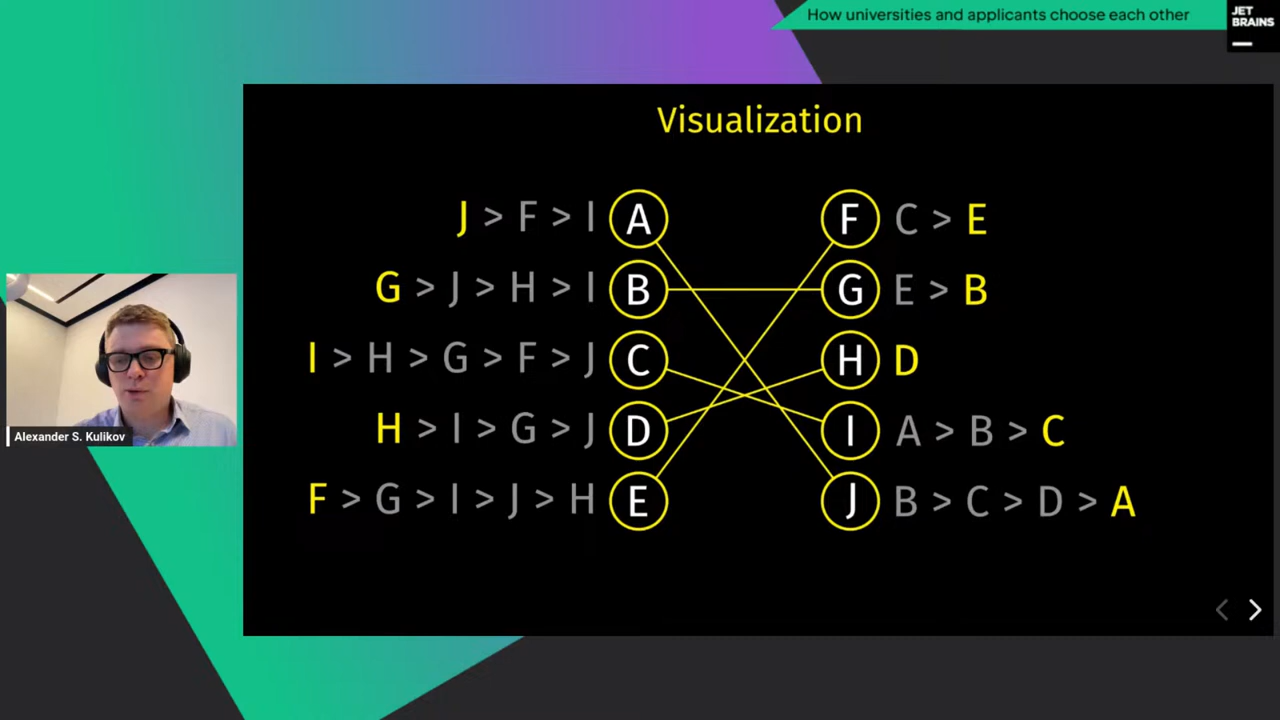 How universities and applicants choose each other
JET
BRAINS
Visualization
J > F > I A F C > E
G > J > H > I B G E > B
I > H > G > F > J C H D
H > I > G > J D I A > B > C
F > G > I > J > H E J B > C > D > A
Alexander S. Kulikov